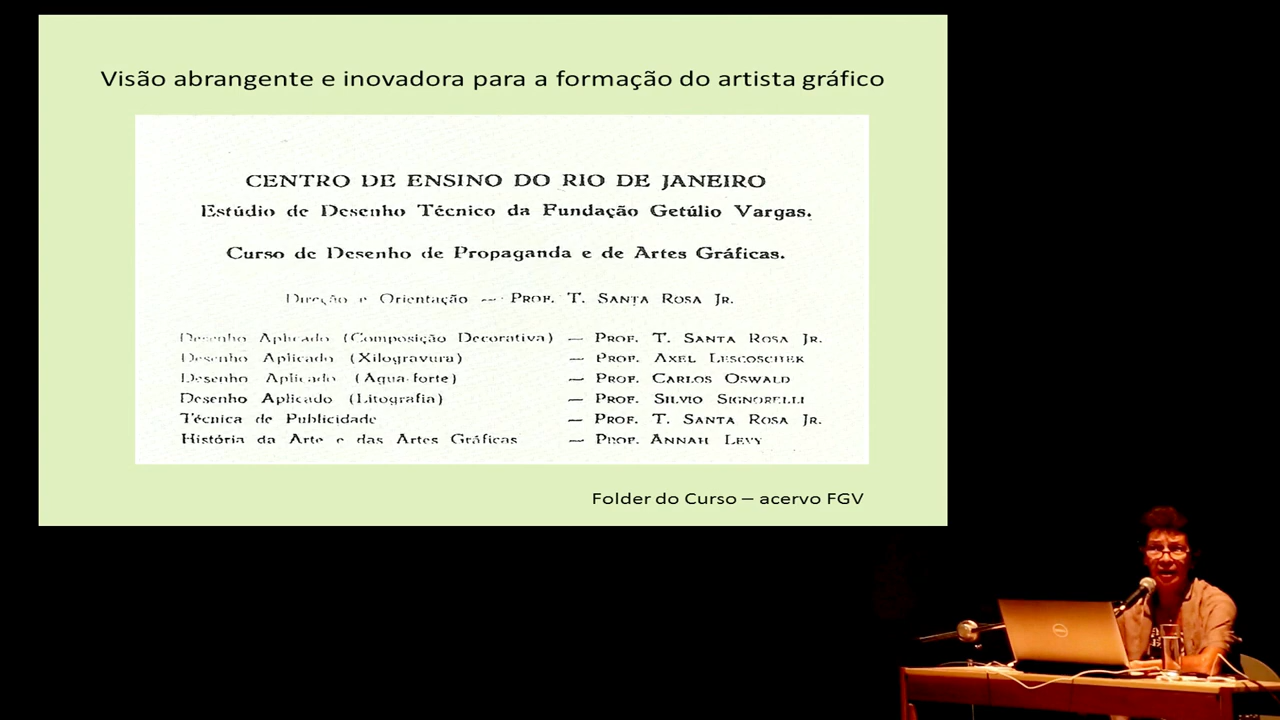 Visão abrangente e inovadora para a formação do artista gráfico
CENTRO DE ENSINO DO RIO DE JANEIRO
Estúdio de Desenho Técnico da Fundação Getúlio Vargas.
Curso de Desenho de Propaganda e de Artes Gráficas.
Direção e Orientação — PROF. T. SANTA ROSA JR.
Desenho Aplicado (Composição Decorativa) — PROF. T. SANTA ROSA JR.
Desenho Aplicado (Xilogravura) — PROF. AXEL LESCOSCHEK
Desenho Aplicado (Agua-forte) — PROF. CARLOS OSWALD
Desenho Aplicado (Litografia) — PROF. SILVIO SIGNORELLI
Técnica de Publicidade — PROF. T. SANTA ROSA JR.
História da Arte e das Artes Gráficas — PROF. ANNAH LEVY
Folder do Curso – acervo FGV
DELL